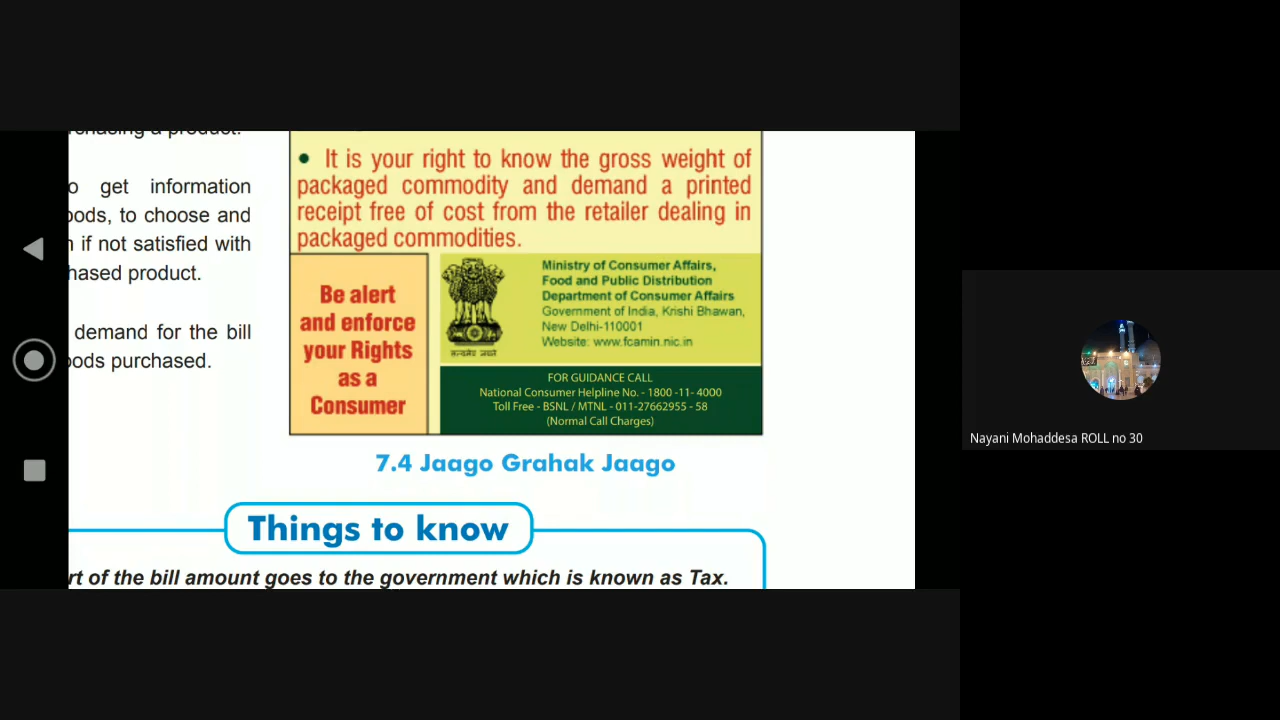 rchasing a product.
o get information
ods, to choose and
n if not satisfied with
hased product.
demand for the bill
ods purchased.
• It is your right to know the gross weight of
packaged commodity and demand a printed
receipt free of cost from the retailer dealing in
packaged commodities.
Be alert
and enforce
your Rights
as a
Consumer
Ministry of Consumer Affairs,
Food and Public Distribution
Department of Consumer Affairs
Government of India, Krishi Bhawan,
New Delhi-110001
Website: www.fcamin.nic.in
सत्यमेव जयते
FOR GUIDANCE CALL
National Consumer Helpline No. - 1800 -11- 4000
Toll Free - BSNL / MTNL - 011-27662955 - 58
(Normal Call Charges)
7.4 Jaago Grahak Jaago
Things to know
rt of the bill amount goes to the government which is known as Tax.
Nayani Mohaddesa ROLL no 30